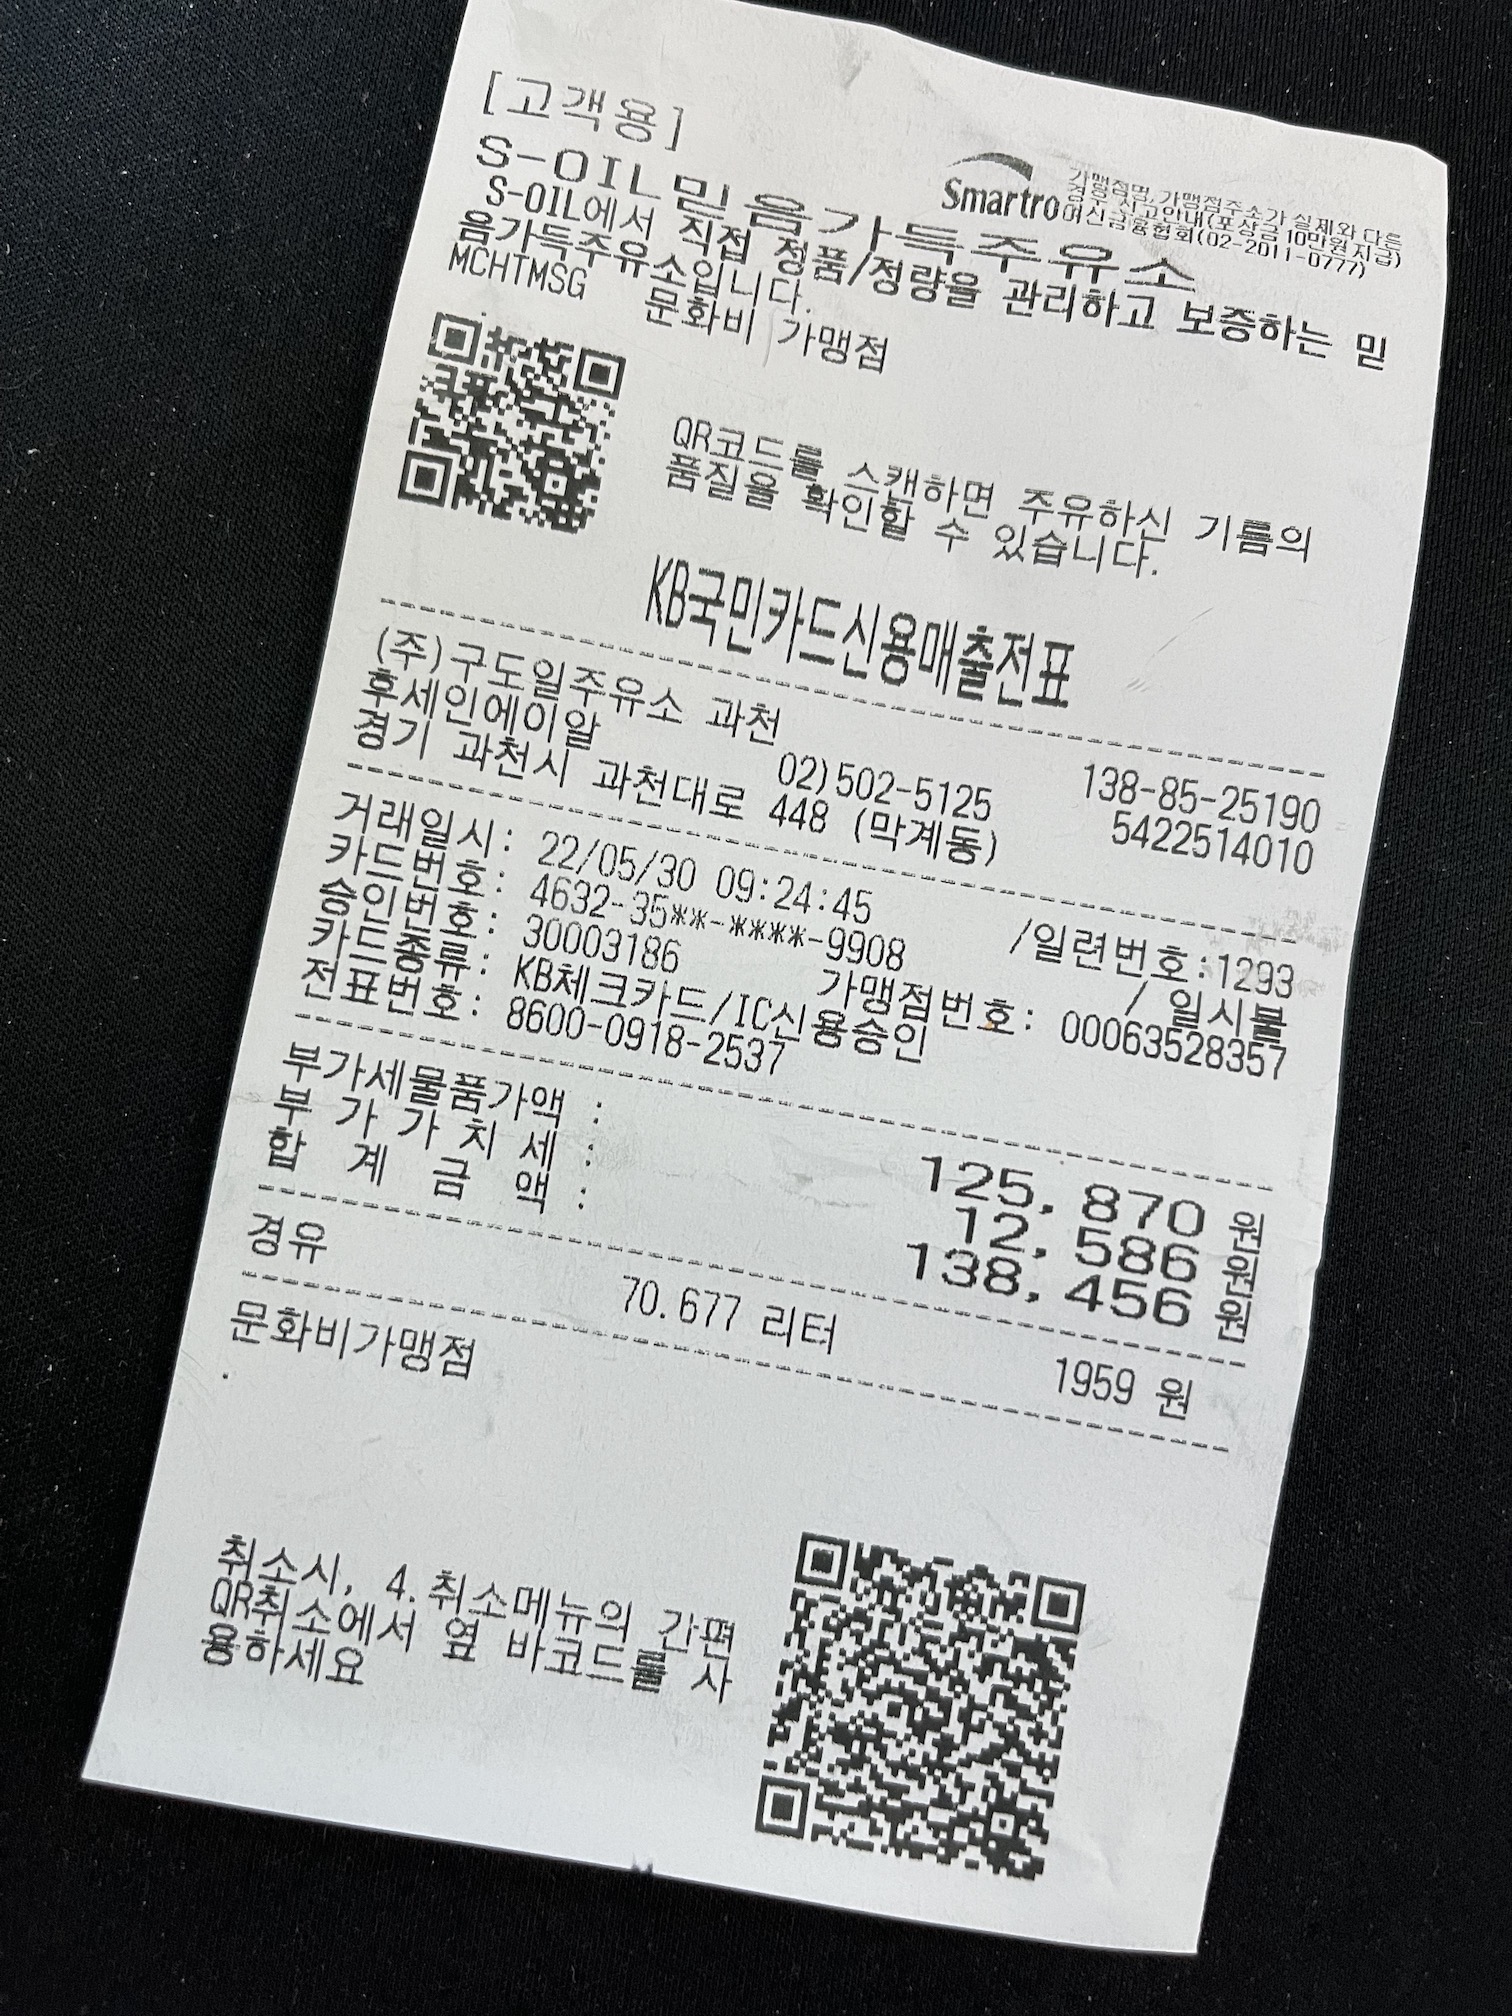 [고객용]
Smartro
가맹점명,가맹점주소가 실제와 다른
경우 신고안내(포상금 10만원지급)
여신금융협회(02-2011-0777)
S-OIL믿음가득주유소
S-OIL에서 직접 정품/정량을 관리하고 보증하는 믿
음가득주유소입니다.
MCHTMSG 문화비 가맹점
QR코드를 스캔하면 주유하신 기름의
품질을 확인할 수 있습니다.
KB국민카드신용매출전표
(주)구도일주유소 과천 138-85-25190
후세인에이알 02)502-5125 5422514010
경기 과천시 과천대로 448 (막계동)
거래일시: 22/05/30 09:24:45 /일련번호:1293
카드번호: 4632-35**-****-9908 / 일시불
승인번호: 30003186 가맹점번호: 00063528357
카드종류: KB체크카드/IC신용승인
전표번호: 8600-0918-2537
부가세물품가액 : 125,870 원
부 가 가 치 세 : 12,586 원
합 계 금 액 : 138,456 원
경유 70.677 리터 1959 원
문화비가맹점
.
취소시, 4.취소메뉴의 간편
QR취소에서 옆 바코드를 사
용하세요